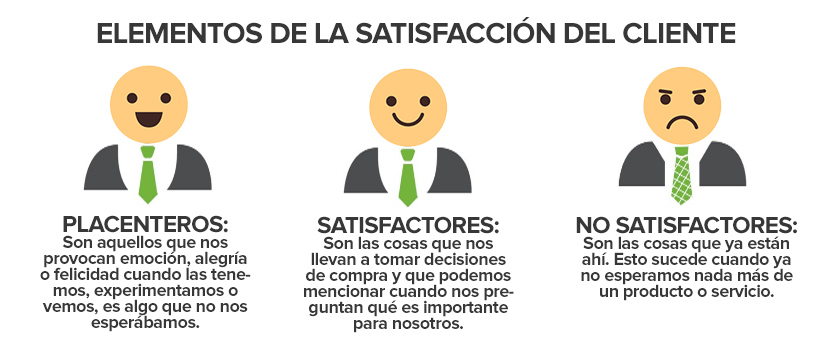 ELEMENTOS DE LA SATISFACCIÓN DEL CLIENTE
PLACENTEROS:
Son aquellos que nos
provocan emoción, alegría
o felicidad cuando las tene-
mos, experimentamos o
vemos, es algo que no nos
esperábamos.
SATISFACTORES:
Son las cosas que nos
llevan a tomar decisiones
de compra y que podemos
mencionar cuando nos pre-
guntan qué es importante
para nosotros.
NO SATISFACTORES:
Son las cosas que ya están
ahí. Esto sucede cuando ya
no esperamos nada más de
un producto o servicio.